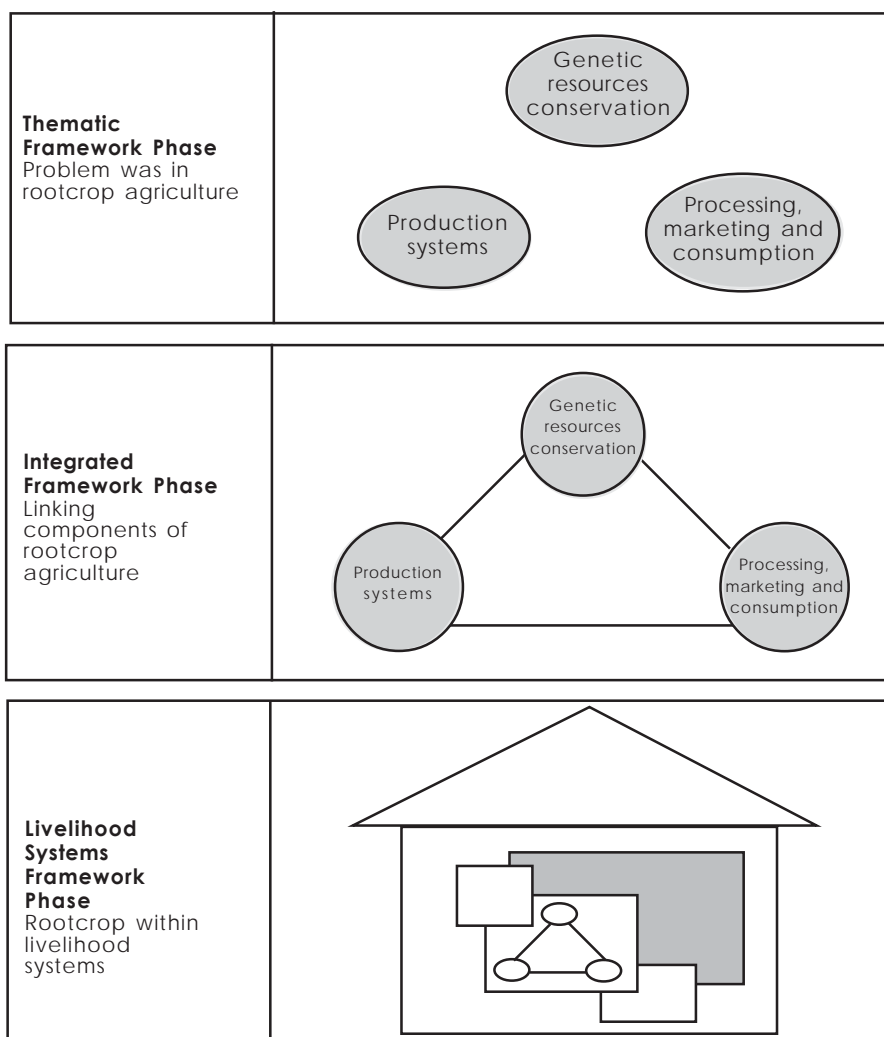 Thematic
Framework Phase
Problem was in
rootcrop agriculture
Genetic
resources
conservation
Production
systems
Processing,
marketing and
consumption
Integrated
Framework Phase
Linking
components of
rootcrop
agriculture
Genetic
resources
conservation
Production
systems
Processing,
marketing and
consumption
Livelihood
Systems
Framework
Phase
Rootcrop within
livelihood
systems